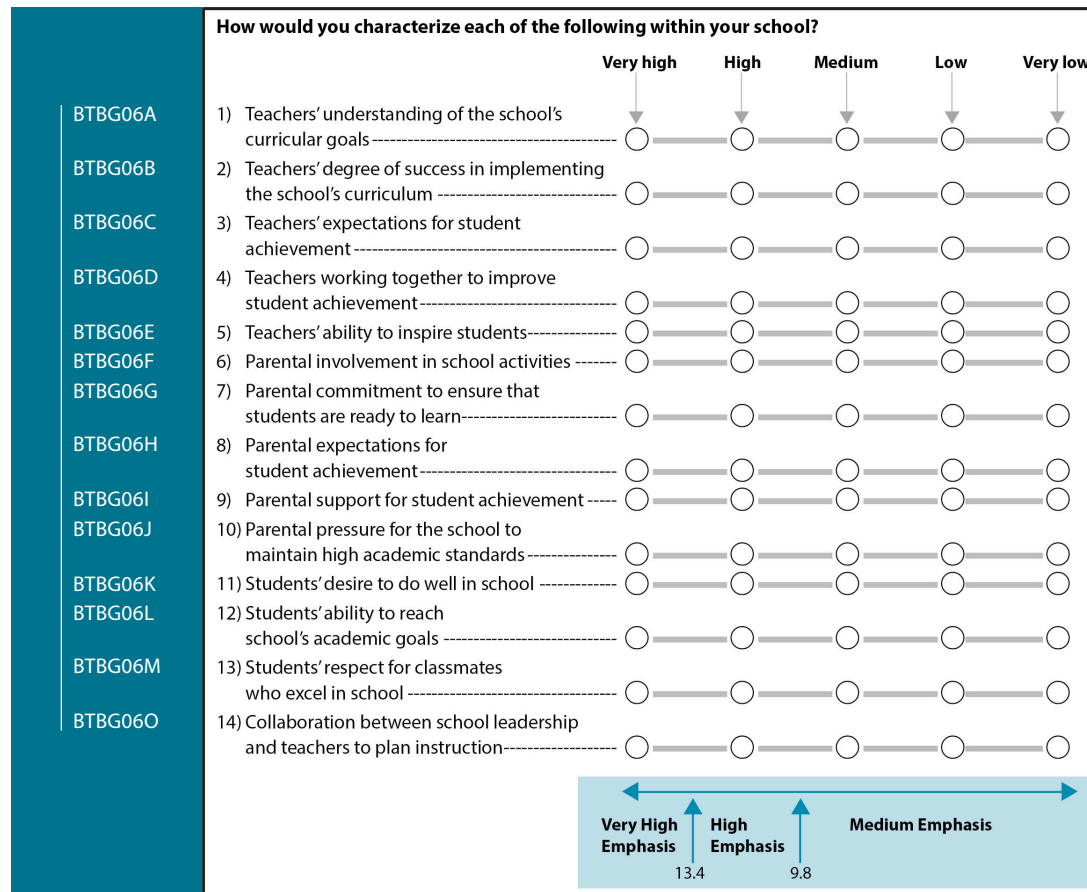 How would you characterize each of the following within your school?
Very high High Medium Low Very low
BTBG06A 1) Teachers' understanding of the school's
curricular goals
BTBG06B 2) Teachers' degree of success in implementing
the school's curriculum
BTBG06C 3) Teachers' expectations for student
achievement
BTBG06D 4) Teachers working together to improve
student achievement
BTBG06E 5) Teachers' ability to inspire students
BTBG06F 6) Parental involvement in school activities
BTBG06G 7) Parental commitment to ensure that
students are ready to learn
BTBG06H 8) Parental expectations for
student achievement
BTBG06I 9) Parental support for student achievement
BTBG06J 10) Parental pressure for the school to
maintain high academic standards
BTBG06K 11) Students' desire to do well in school
BTBG06L 12) Students' ability to reach
school's academic goals
BTBG06M 13) Students' respect for classmates
who excel in school
BTBG06O 14) Collaboration between school leadership
and teachers to plan instruction
Very High
Emphasis
High
Emphasis
Medium Emphasis
13.4 9.8